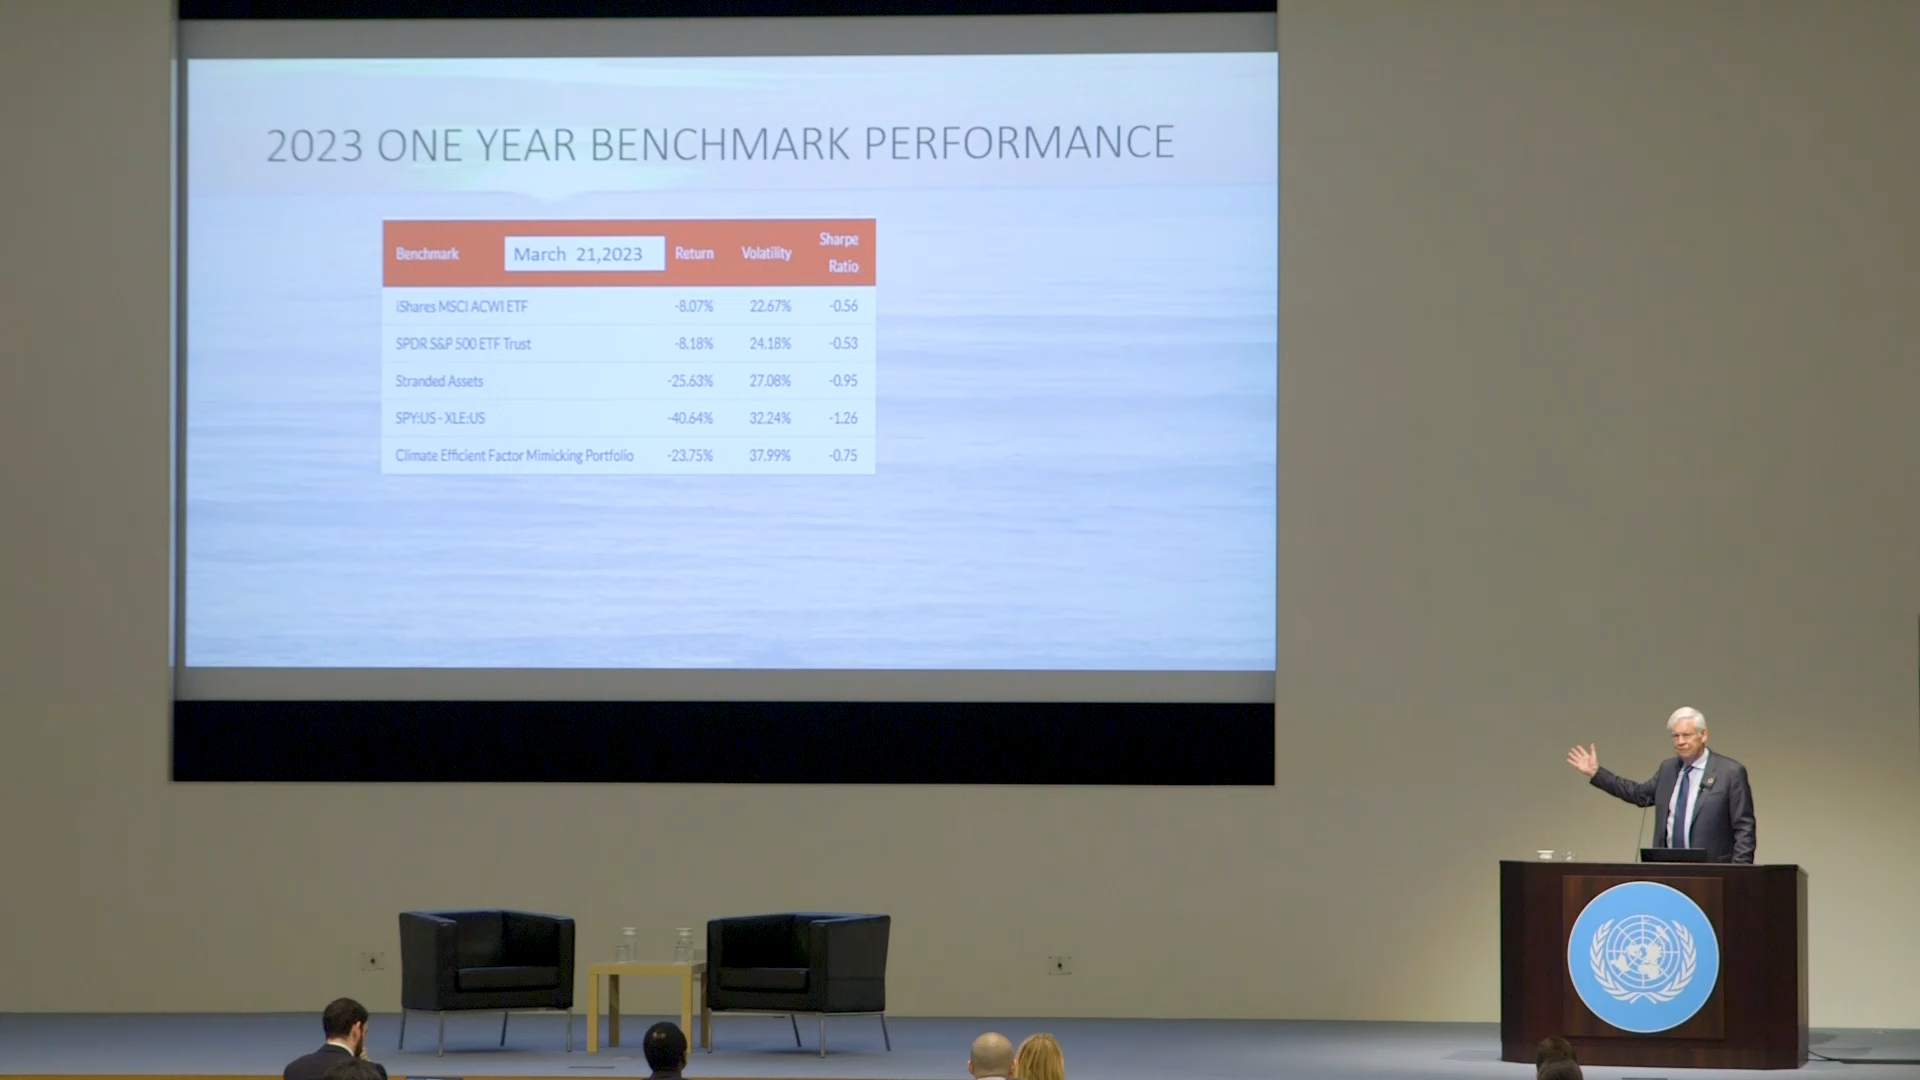 2023 ONE YEAR BENCHMARK PERFORMANCE
Benchmark March 21,2023 Return Volatility Sharpe Ratio
iShares MSCI ACWI ETF -8.07% 22.67% -0.56
SPDR S&P 500 ETF Trust -8.18% 24.18% -0.53
Stranded Assets -25.63% 27.08% -0.95
SPY:US - XLE:US -40.64% 32.24% -1.26
Climate Efficient Factor Mimicking Portfolio -23.75% 37.99% -0.75